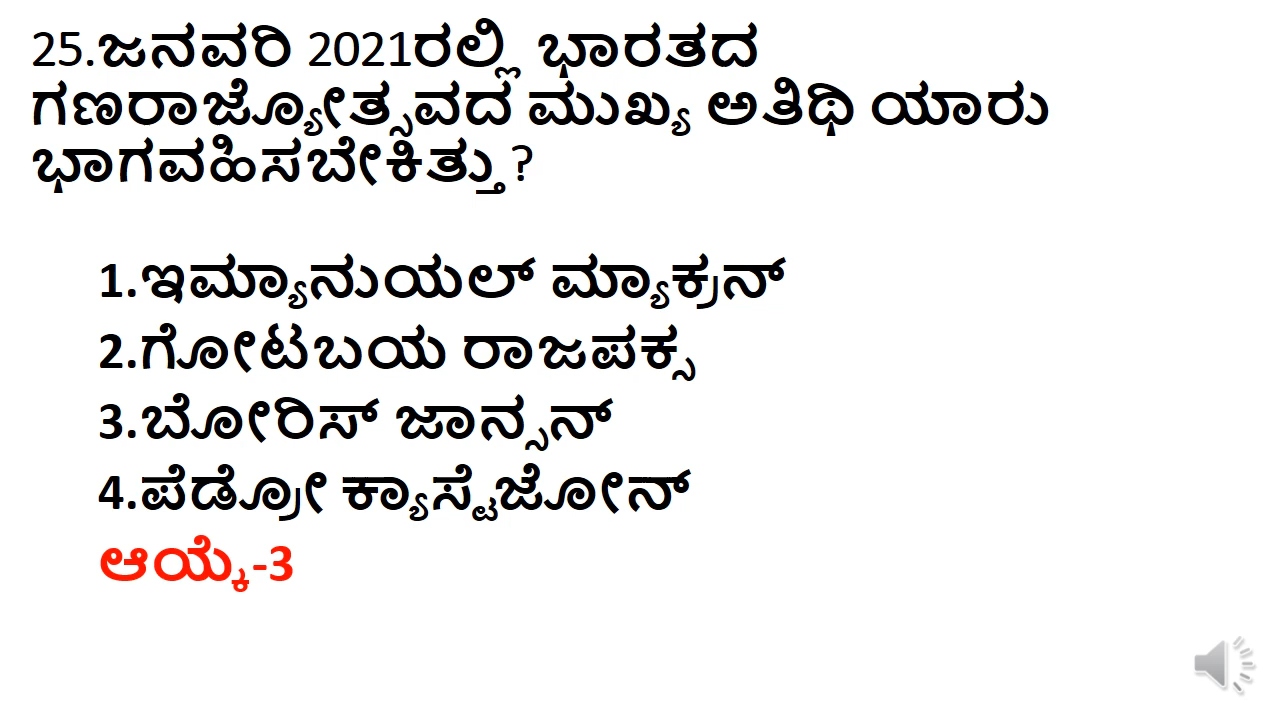 25.ಜನವರಿ 2021ರಲ್ಲಿ ಭಾರತದ
ಗಣರಾಜ್ಯೋತ್ಸವದ ಮುಖ್ಯ ಅತಿಥಿ ಯಾರು
ಭಾಗವಹಿಸಬೇಕಿತ್ತು ?
1.ಇಮ್ಯಾನುಯಲ್ ಮ್ಯಾಕ್ರನ್
2.ಗೋಟಬಯ ರಾಜಪಕ್ಸ
3.ಬೋರಿಸ್ ಜಾನ್ಸನ್
4.ಪೆಡ್ರೋ ಕ್ಯಾಸ್ಟೆಜೋನ್
ಆಯ್ಕೆ-3